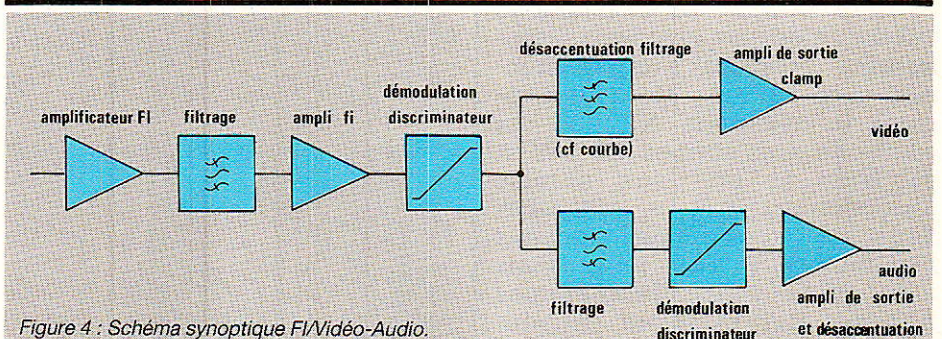 désaccentuation filtrage
ampli de sortie
clamp
démodulation
discriminateur
amplificateur FI
filtrage
ampli fi
(cf courbe)
vidéo
audio
filtrage
démodulation
discriminateur
ampli de sortie
et désaccentuation
Figure 4 : Schéma synoptique FI/Vidéo-Audio.